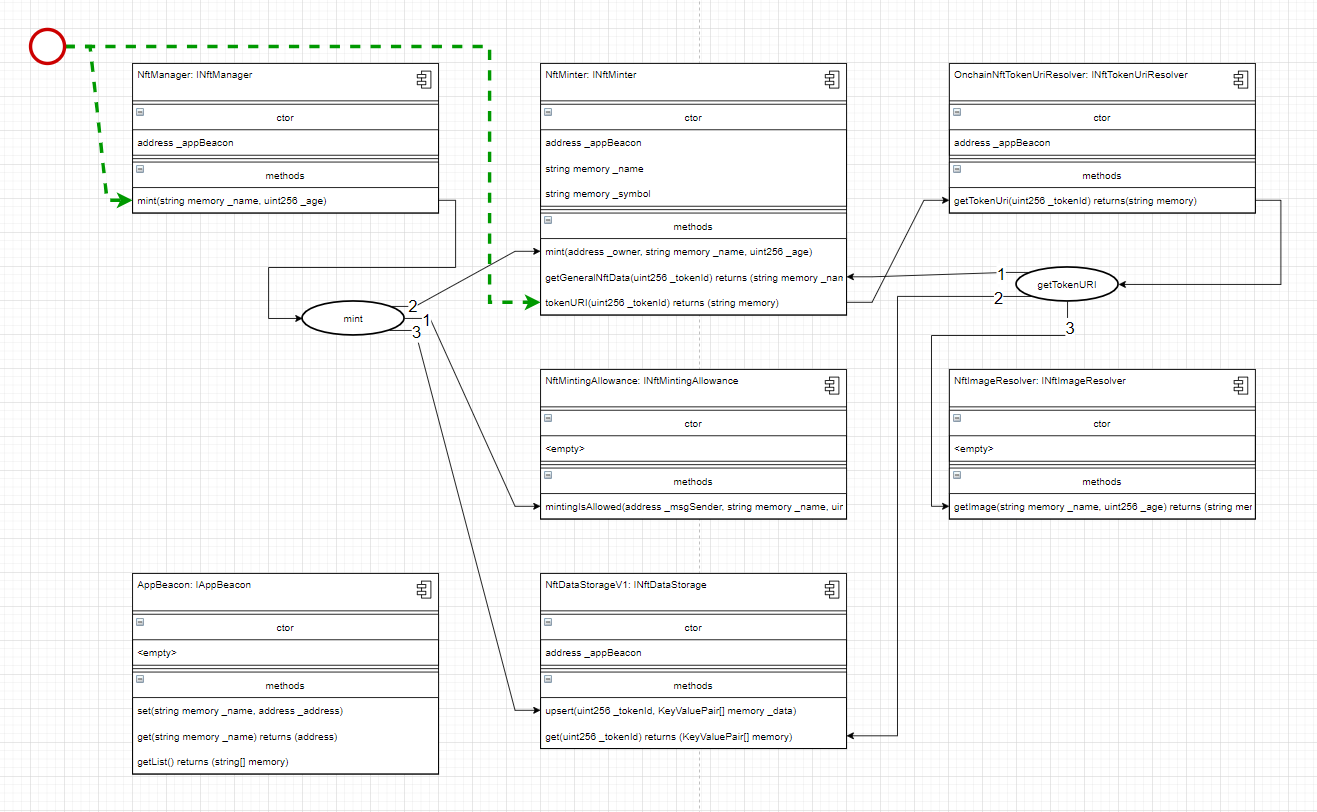 NftManager: INftManager
ctor
address _appBeacon
methods
mint(string memory _name, uint256 _age)
NftMinter: INftMinter
ctor
address _appBeacon
string memory _name
string memory _symbol
methods
mint(address _owner, string memory _name, uint256 _age)
getGeneralNftData(uint256 _tokenId) returns (string memory _nan
tokenURI(uint256 _tokenId) returns (string memory)
OnchainNftTokenUriResolver: INftTokenUriResolver
ctor
address _appBeacon
methods
getTokenUri(uint256 _tokenId) returns(string memory)
mint
2
1
3
getTokenURI
1
2
3
NftMintingAllowance: INftMintingAllowance
ctor
<empty>
methods
mintingIsAllowed(address _msgSender, string memory _name, uir
NftImageResolver: INftImageResolver
ctor
<empty>
methods
getImage(string memory _name, uint256 _age) returns (string mer
AppBeacon: IAppBeacon
ctor
<empty>
methods
set(string memory _name, address _address)
get(string memory _name) returns (address)
getList() returns (string[] memory)
NftDataStorageV1: INftDataStorage
ctor
address _appBeacon
methods
upsert(uint256 _tokenId, KeyValuePair[] memory _data)
get(uint256 _tokenId) returns (KeyValuePair[] memory)